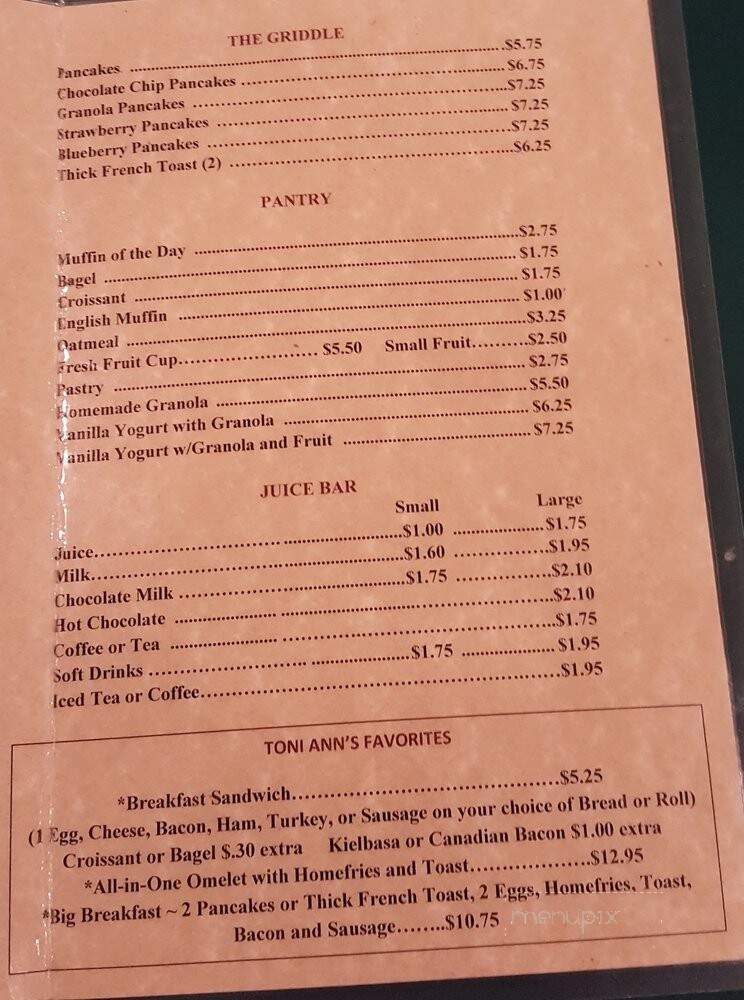 THE GRIDDLE
Pancakes ..... $5.75
Chocolate Chip Pancakes ..... $6.75
Granola Pancakes ..... $7.25
Strawberry Pancakes ..... $7.25
Blueberry Pancakes ..... $7.25
Thick French Toast (2) ..... $6.25
PANTRY
Muffin of the Day ..... $2.75
Bagel ..... $1.75
Croissant ..... $1.75
English Muffin ..... $1.00
Oatmeal ..... $3.25
Fresh Fruit Cup..... $5.50 Small Fruit.....$2.50
Pastry ..... $2.75
Homemade Granola ..... $5.50
Vanilla Yogurt with Granola ..... $6.25
Vanilla Yogurt w/Granola and Fruit ..... $7.25
JUICE BAR
Small Large
Juice.....$1.00 ..... $1.75
Milk.....$1.60 .....$1.95
Chocolate Milk .....$1.75 .....$2.10
Hot Chocolate .....$2.10
Coffee or Tea .....$1.75
Soft Drinks .....$1.75 ..... $1.95
Iced Tea or Coffee.....$1.95
TONI ANN'S FAVORITES
*Breakfast Sandwich.....$5.25
(1 Egg, Cheese, Bacon, Ham, Turkey, or Sausage on your choice of Bread or Roll)
Croissant or Bagel $.30 extra Kielbasa or Canadian Bacon $1.00 extra
*All-in-One Omelet with Homefries and Toast.....$12.95
*Big Breakfast ~ 2 Pancakes or Thick French Toast, 2 Eggs, Homefries, Toast,
Bacon and Sausage........$10.75
menupix